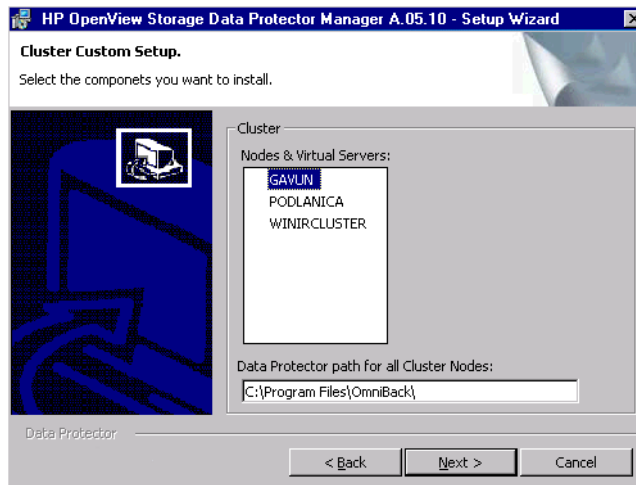 HP OpenView Storage Data Protector Manager A.05.10 - Setup Wizard
Cluster Custom Setup.
Select the componets you want to install.
Cluster
Nodes & Virtual Servers:
GAVUN
PODLANICA
WINIRCLUSTER
Data Protector path for all Cluster Nodes:
C:\Program Files\OmniBack\
Data Protector
< Back
Next >
Cancel